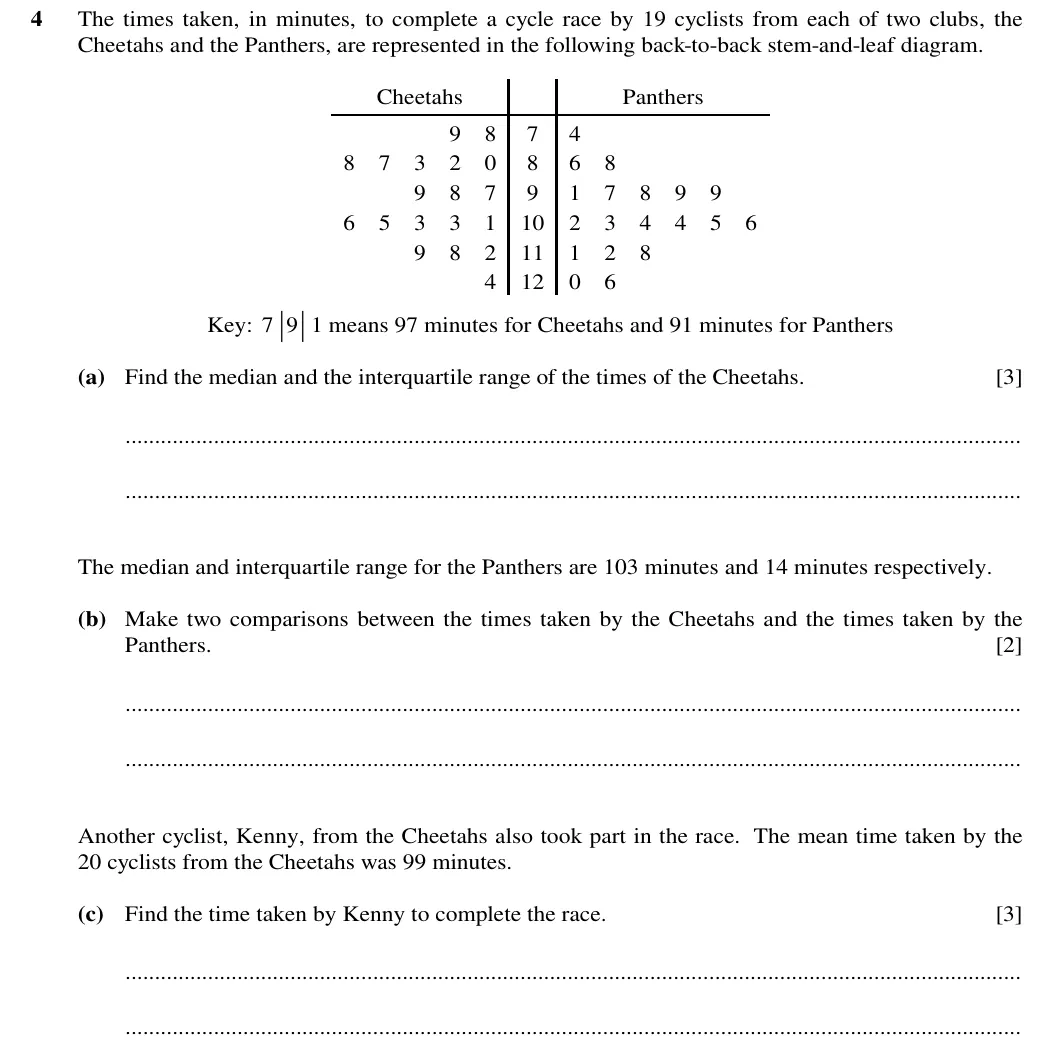 4 The times taken, in minutes, to complete a cycle race by 19 cyclists from each of two clubs, the
Cheetahs and the Panthers, are represented in the following back-to-back stem-and-leaf diagram.
Cheetahs Panthers
9 8 7 4
8 7 3 2 0 8 6 8
9 8 7 9 1 7 8 9 9
6 5 3 3 1 10 2 3 4 4 5 6
9 8 2 11 1 2 8
4 12 0 6
Key: 7 |9| 1 means 97 minutes for Cheetahs and 91 minutes for Panthers
(a) Find the median and the interquartile range of the times of the Cheetahs. [3]
The median and interquartile range for the Panthers are 103 minutes and 14 minutes respectively.
(b) Make two comparisons between the times taken by the Cheetahs and the times taken by the
Panthers. [2]
Another cyclist, Kenny, from the Cheetahs also took part in the race. The mean time taken by the
20 cyclists from the Cheetahs was 99 minutes.
(c) Find the time taken by Kenny to complete the race. [3]